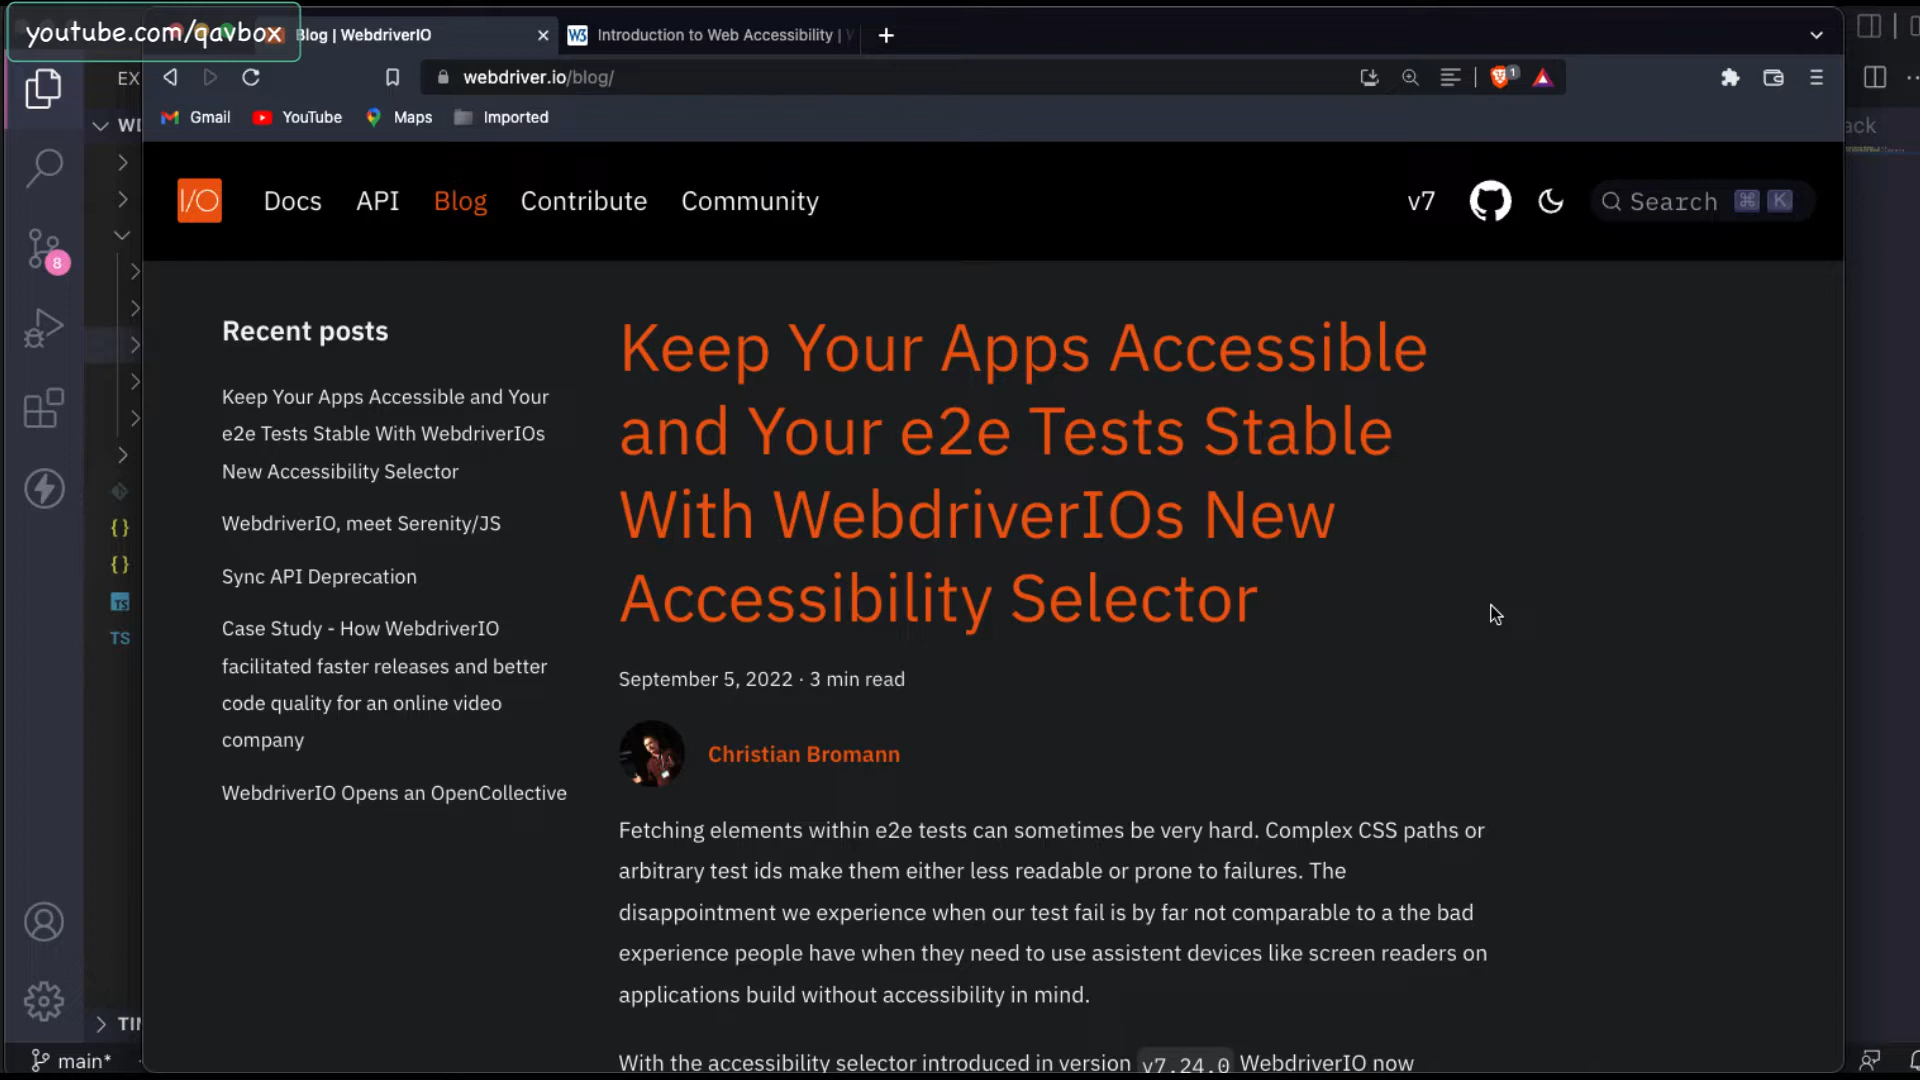 youtube.com/qavbox
Blog | WebdriverIO
W3 Introduction to Web Accessibility |
EX
webdriver.io/blog/
1
Gmail YouTube Maps Imported
ack
I/O Docs API Blog Contribute Community v7 Search ⌘ K
8
Recent posts
Keep Your Apps Accessible and Your
e2e Tests Stable With WebdriverIOs
New Accessibility Selector
WebdriverIO, meet Serenity/JS
Sync API Deprecation
Case Study - How WebdriverIO
facilitated faster releases and better
code quality for an online video
company
WebdriverIO Opens an OpenCollective
Keep Your Apps Accessible
and Your e2e Tests Stable
With WebdriverIOs New
Accessibility Selector
September 5, 2022 · 3 min read
Christian Bromann
Fetching elements within e2e tests can sometimes be very hard. Complex CSS paths or
arbitrary test ids make them either less readable or prone to failures. The
disappointment we experience when our test fail is by far not comparable to a the bad
experience people have when they need to use assistent devices like screen readers on
applications build without accessibility in mind.
With the accessibility selector introduced in version v7.24.0 WebdriverIO now
{ }
{ }
TS
TS
main*